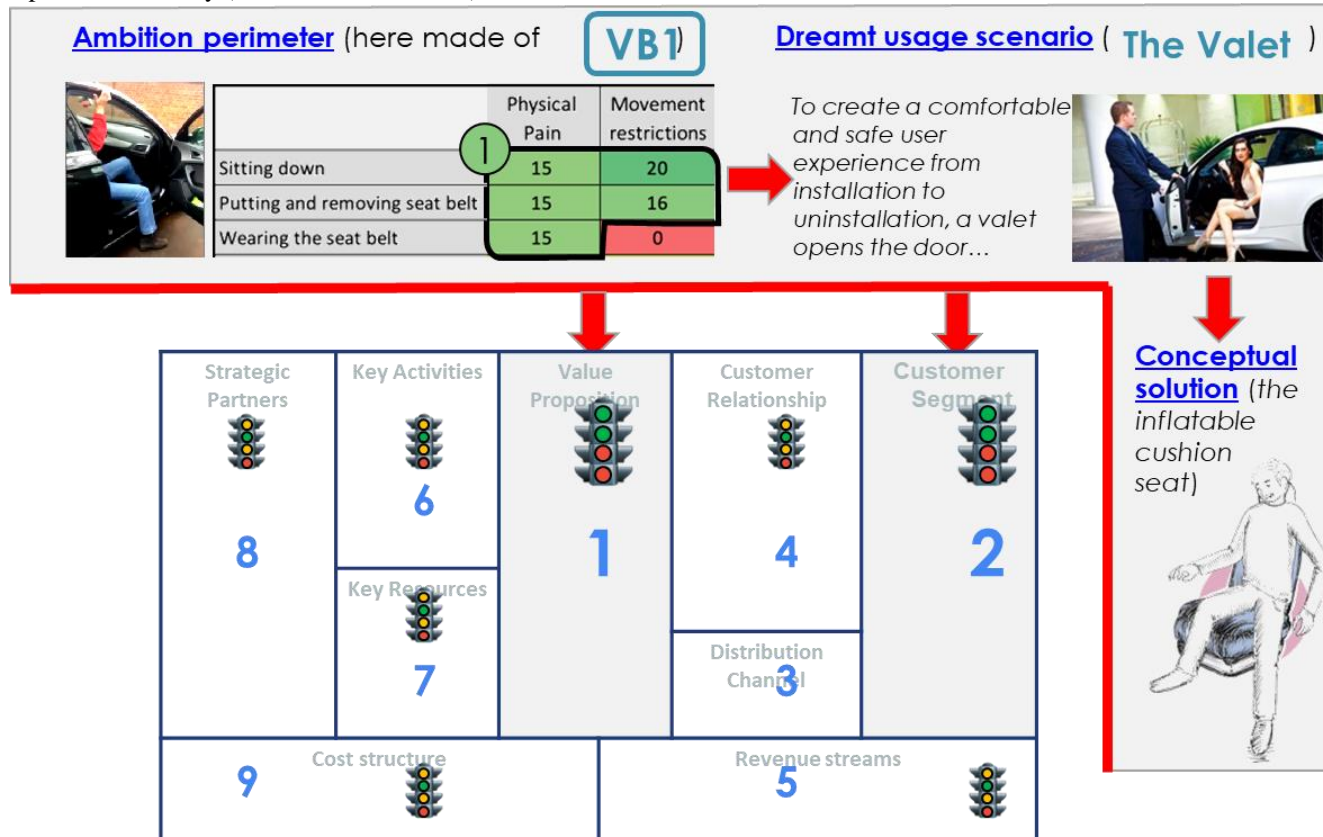 Ambition perimeter (here made of VB1)
Dreamt usage scenario ( The Valet )
Physical Pain
Movement restrictions
1
Sitting down 15 20
Putting and removing seat belt 15 16
Wearing the seat belt 15 0
To create a comfortable
and safe user
experience from
installation to
uninstallation, a valet
opens the door...
Conceptual
solution (the
inflatable
cushion
seat)
Strategic
Partners
8
Key Activities
6
Key Resources
7
Value
Proposition
1
Customer
Relationship
4
Distribution
Channel
3
Customer
Segment
2
Cost structure
9
Revenue streams
5